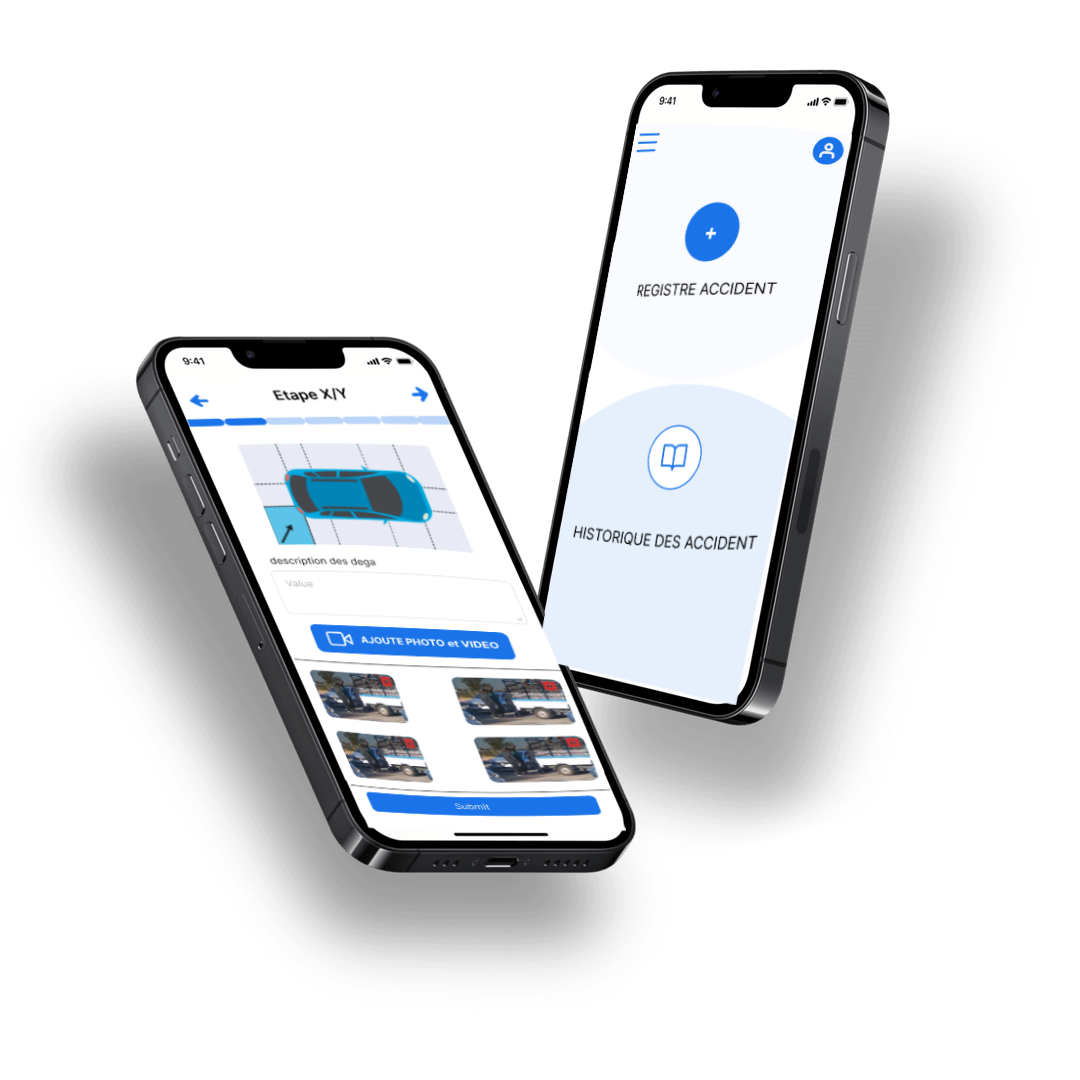 9:41
REGISTRE ACCIDENT
HISTORIQUE DES ACCIDENT
9:41
Etape X/Y
description des dega
Value
AJOUTE PHOTO et VIDEO
Submit